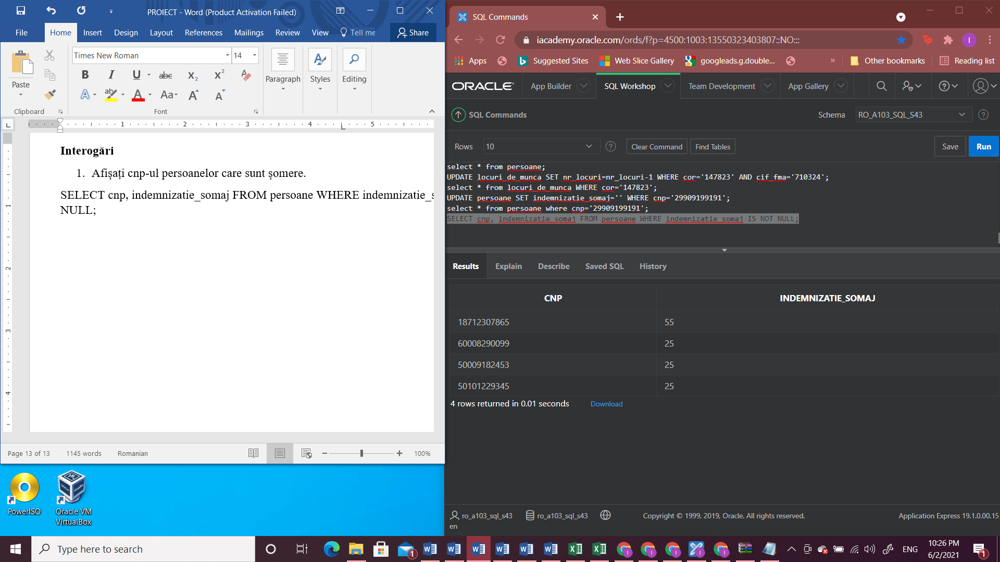 PROIECT - Word (Product Activation Failed)
File Home Insert Design Layout References Mailings Review View Tell me Share
Times New Roman 14
Paste Paragraph Styles Editing
Clipboard Font
1 2 3 4 5
Interogări
1. Afișați cnp-ul persoanelor care sunt șomere.
SELECT cnp, indemnizatie_somaj FROM persoane WHERE indemnizatie_s
NULL;
Page 13 of 13 1145 words Romanian 100%
PowerISO
Oracle VM
VirtualBox
SQL Commands
iacademy.oracle.com/ords/f?p=4500:1003:13550323403807::NO:::
Apps Suggested Sites Web Slice Gallery googleads.g.double... » Other bookmarks Reading list
ORACLE App Builder SQL Workshop Team Development App Gallery
SQL Commands Schema RO_A103_SQL_S43
Rows 10 Clear Command Find Tables Save Run
select * from persoane;
UPDATE locuri_de_munca SET nr_locuri=nr_locuri-1 WHERE cor='147823' AND cif_fma='710324';
select * from locuri_de_munca WHERE cor='147823';
UPDATE persoane SET indemnizatie_somaj='' WHERE cnp='29909199191';
select * from persoane where cnp='29909199191';
SELECT cnp, indemnizatie_somaj FROM persoane WHERE indemnizatie_somaj IS NOT NULL;
Results Explain Describe Saved SQL History
CNP INDEMNIZATIE_SOMAJ
18712307865 55
60008290099 25
50009182453 25
50101229345 25
4 rows returned in 0.01 seconds Download
ro_a103_sql_s43 ro_a103_sql_s43
en
Copyright © 1999, 2019, Oracle. All rights reserved.
Application Express 19.1.0.00.15
Type here to search
ENG
10:26 PM
6/2/2021